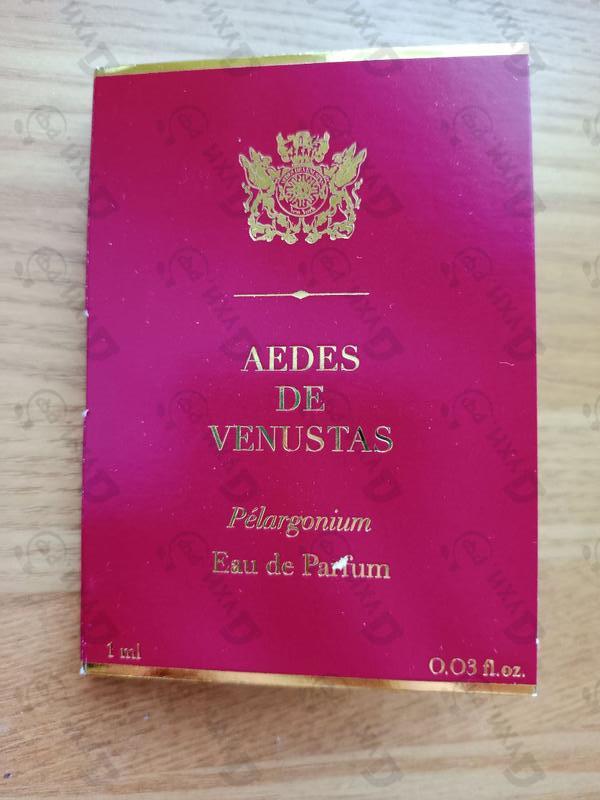 AEDES
DE
VENUSTAS
Pélargonium
Eau de Parfum
1 ml
0.03 fl.oz.